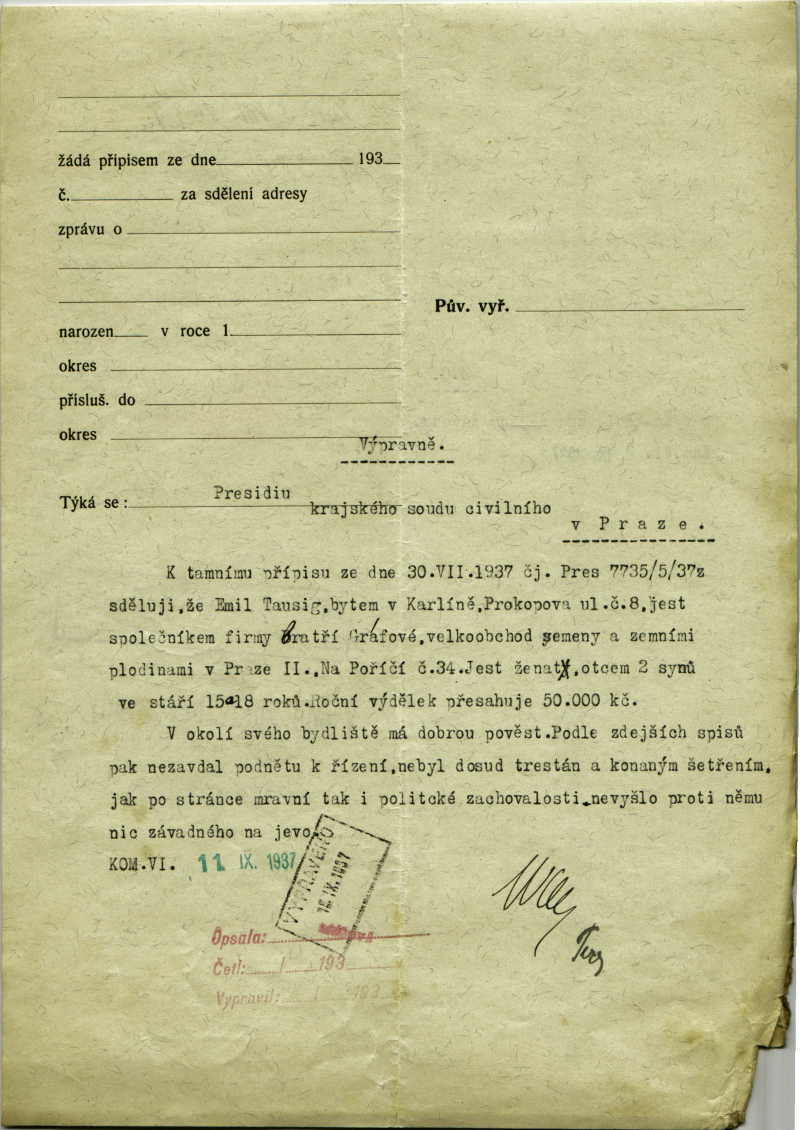 žádá přípisem ze dne 193
č. za sdělení adresy
zprávu o
Pův. vyř.
narozen v roce 1
okres
přísluš. do
okres
Výpravně.
Týká se: Presidiu
krajského soudu civilního
v Praze.
K tamnímu přípisu ze dne 30.VII.1937 čj. Pres 7735/5/37z
sděluji,že Emil Tausig,bytem v Karlíně,Prokopova ul.č.8,jest
společníkem firmy Bratří Gráfové,velkoobchod semeny a zemními
plodinami v Praze II.,Na Poříčí č.34.Jest ženatý,otcem 2 synů
ve stáří 15a18 roků.Roční výdělek přesahuje 50.000 kč.
V okolí svého bydliště má dobrou pověst.Podle zdejších spisů
pak nezavdal podnětu k řízení,nebyl dosud trestán a konaným šetřením,
jak po stránce mravní tak i politcké zachovalosti,nevyšlo proti němu
nic závadného na jevo.
KOM.VI. 11 IX. 1937
VYPRAVENO
IX.1937
Opsala:
Četl: / 193
Vypravil: / 193